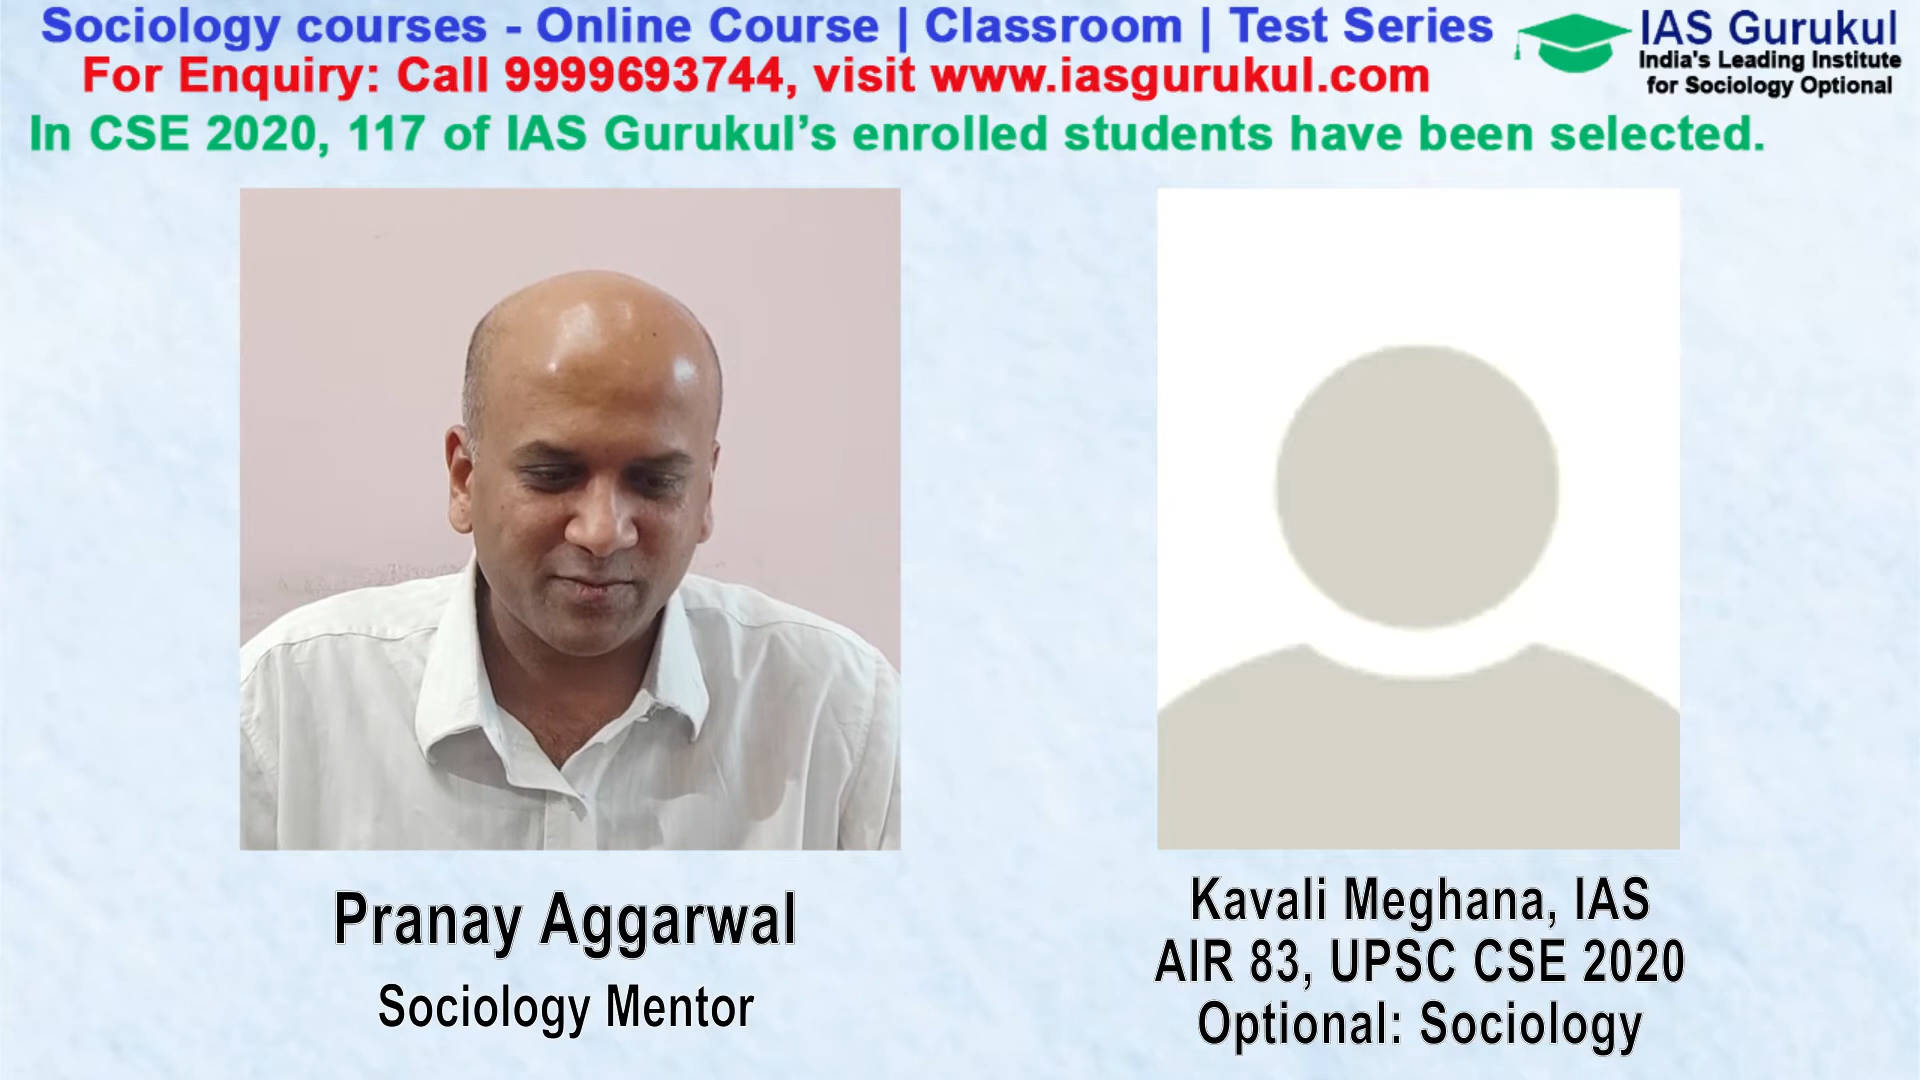 Sociology courses - Online Course | Classroom | Test Series
For Enquiry: Call 9999693744, visit www.iasgurukul.com
IAS Gurukul
India's Leading Institute
for Sociology Optional
In CSE 2020, 117 of IAS Gurukul’s enrolled students have been selected.
Pranay Aggarwal
Sociology Mentor
Kavali Meghana, IAS
AIR 83, UPSC CSE 2020
Optional: Sociology